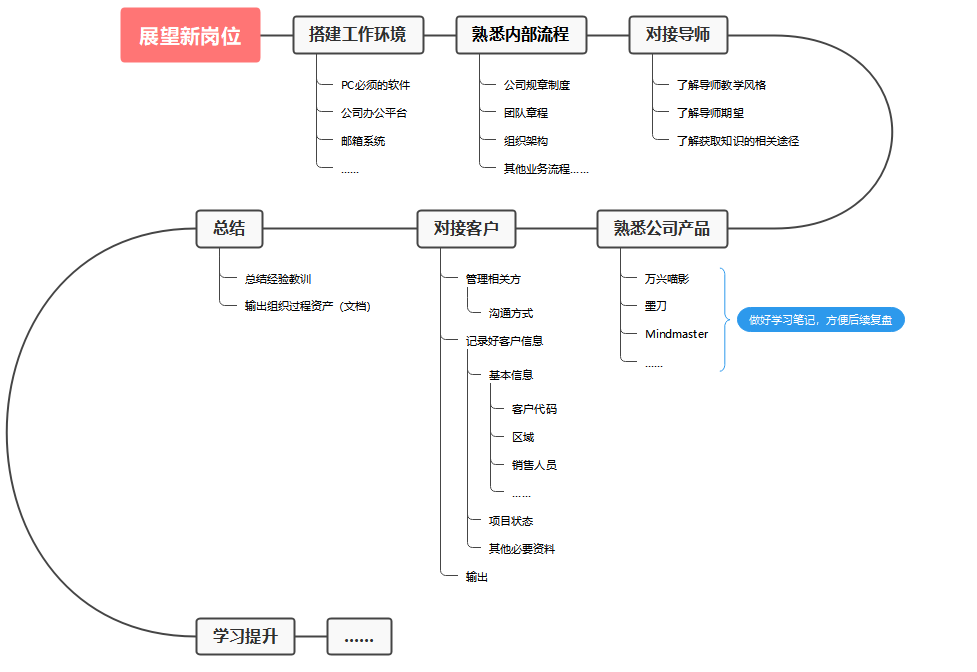 展望新岗位
搭建工作环境
PC必须的软件
公司办公平台
邮箱系统
......
熟悉内部流程
公司规章制度
团队章程
组织架构
其他业务流程......
对接导师
了解导师教学风格
了解导师期望
了解获取知识的相关途径
熟悉公司产品
万兴喵影
墨刀
Mindmaster
......
做好学习笔记，方便后续复盘
对接客户
管理相关方
沟通方式
记录好客户信息
基本信息
客户代码
区域
销售人员
......
项目状态
其他必要资料
输出
总结
总结经验教训
输出组织过程资产（文档）
学习提升
......